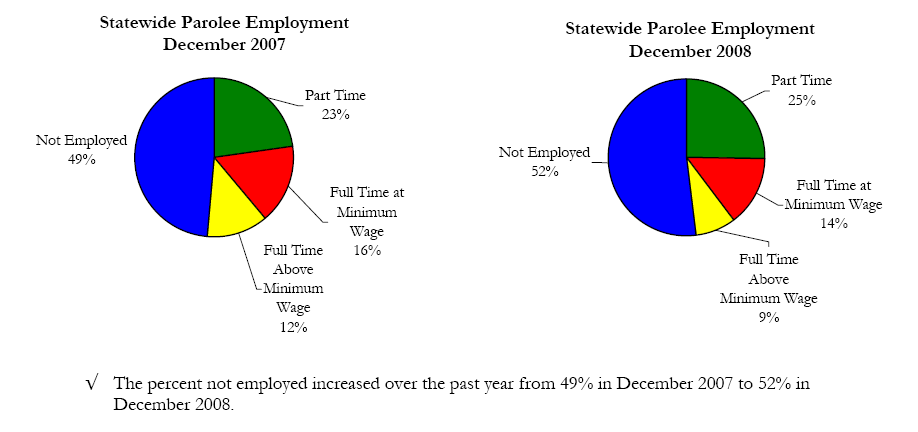 Statewide Parolee Employment
December 2007
Part Time
23%
Not Employed
49%
Full Time at
Minimum
Wage
16%
Full Time
Above
Minimum
Wage
12%
Statewide Parolee Employment
December 2008
Part Time
25%
Not Employed
52%
Full Time at
Minimum Wage
14%
Full Time
Above
Minimum Wage
9%
√ The percent not employed increased over the past year from 49% in December 2007 to 52% in
December 2008.